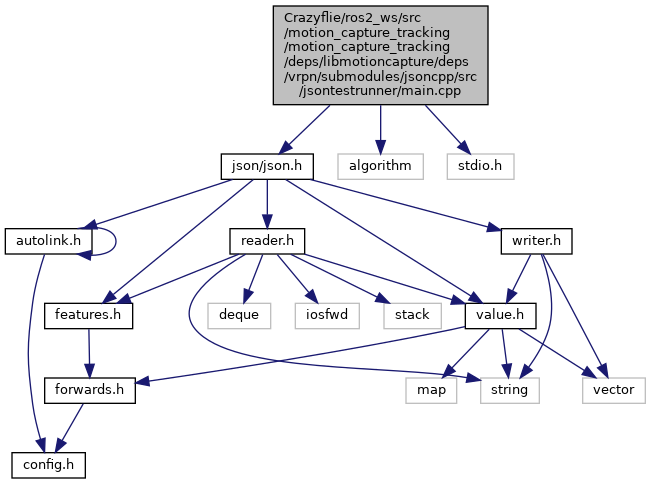 Crazyflie/ros2_ws/src
/motion_capture_tracking
/motion_capture_tracking
/deps/libmotioncapture/deps
/vrpn/submodules/jsoncpp/src
/jsontestrunner/main.cpp
json/json.h
algorithm
stdio.h
autolink.h
reader.h
writer.h
features.h
deque
iosfwd
stack
value.h
forwards.h
map
string
vector
config.h